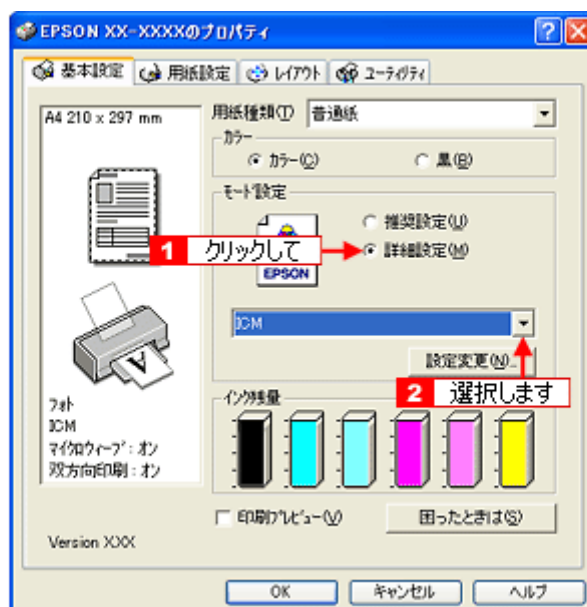 EPSON XX-XXXXのプロパティ
基本設定 用紙設定 レイアウト ユーティリティ
A4 210 x 297 mm
用紙種類(T) 普通紙
カラー
カラー(C) 黒(B)
モード設定
推奨設定(U)
詳細設定(M)
1 クリックして
EPSON
ICM
設定変更(N)...
2 選択します
フォト
ICM
マイクロウィーブ : オン
双方向印刷 : オン
インク残量
印刷プレビュー(V)
困ったときは(S)
Version XXX
OK キャンセル ヘルプ